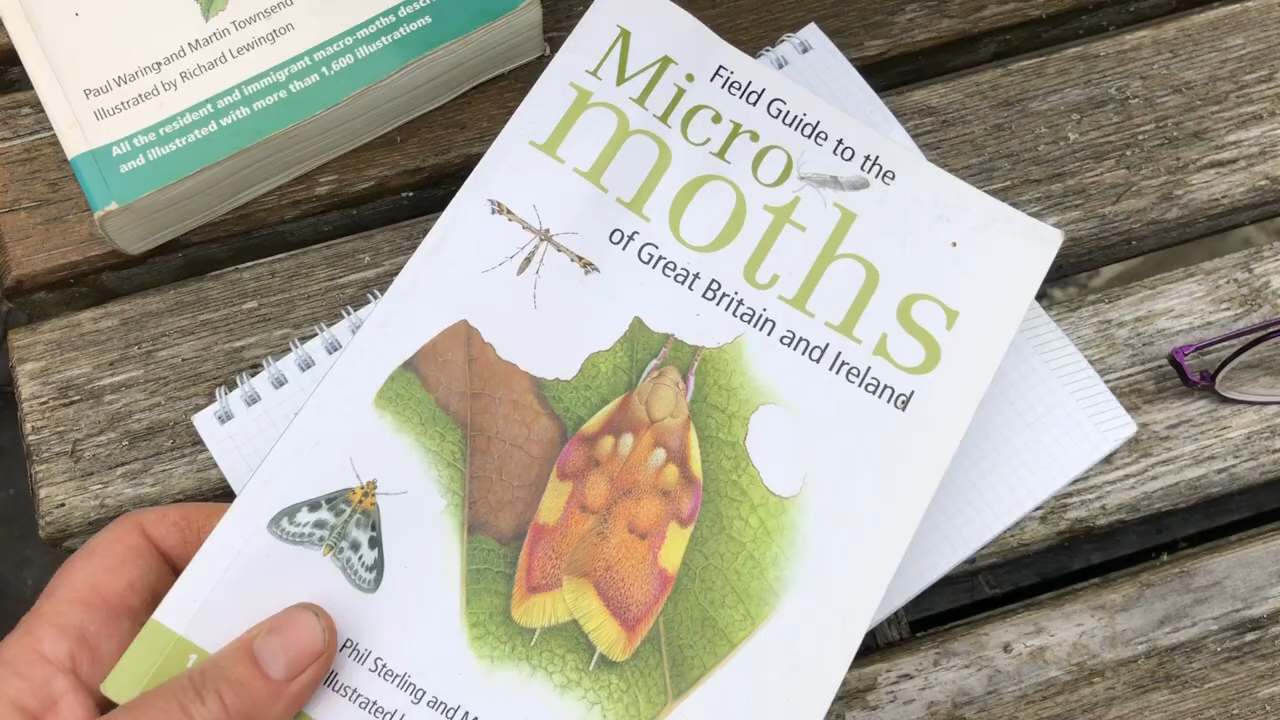 Paul Waring and Martin Townsend
Illustrated by Richard Lewington
All the resident and immigrant macro-moths
and illustrated with more than 1,600 illustrations
Field Guide to the
Micro
moths
of Great Britain and Ireland
Phil Sterling and